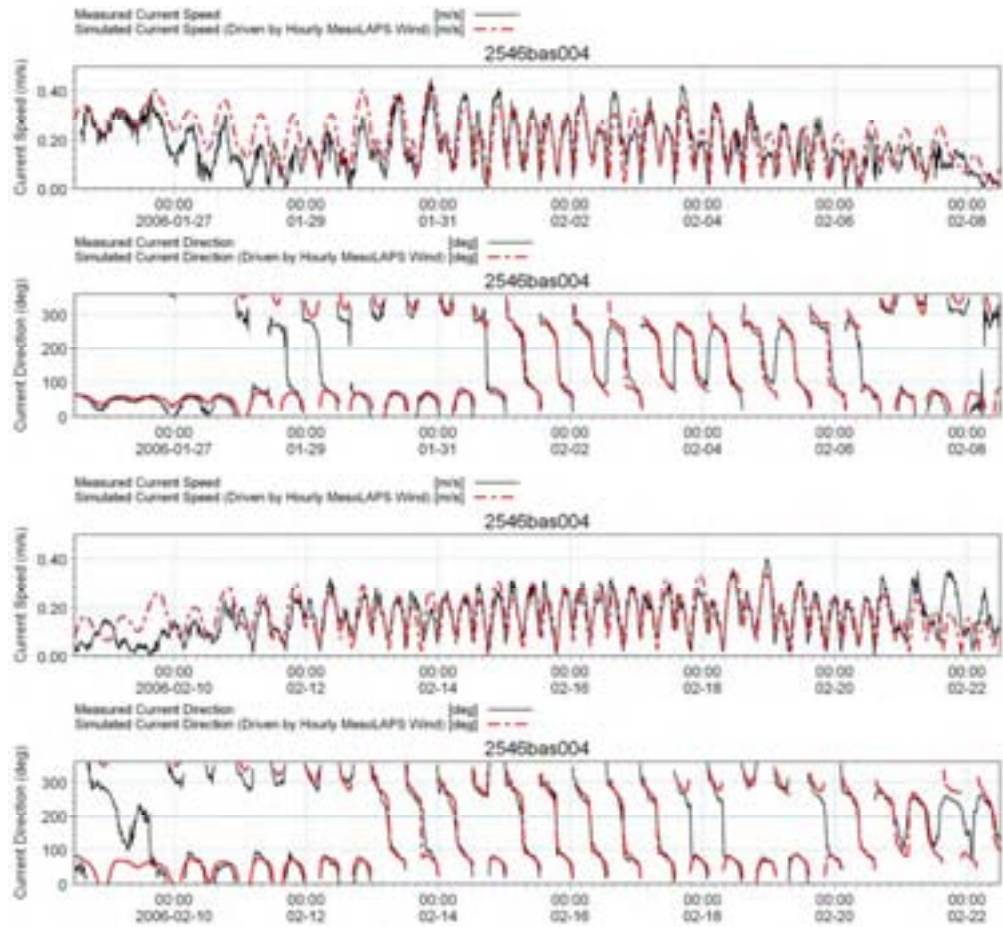 Measured Current Speed [m/s]
Simulated Current Speed (Driven by Hourly MesoLAPS Wind) [m/s]
2546bas004
Current Speed (m/s)
0.40
0.20
0.00
00:00 00:00 00:00 00:00 00:00 00:00 00:00
2006-01-27 01-29 01-31 02-02 02-04 02-06 02-08
Measured Current Direction [deg]
Simulated Current Direction (Driven by Hourly MesoLAPS Wind) [deg]
2546bas004
Current Direction (deg)
300
200
100
0
00:00 00:00 00:00 00:00 00:00 00:00 00:00
2006-01-27 01-29 01-31 02-02 02-04 02-06 02-08
Measured Current Speed [m/s]
Simulated Current Speed (Driven by Hourly MesoLAPS Wind) [m/s]
2546bas004
Current Speed (m/s)
0.40
0.20
0.00
00:00 00:00 00:00 00:00 00:00 00:00 00:00
2006-02-10 02-12 02-14 02-16 02-18 02-20 02-22
Measured Current Direction [deg]
Simulated Current Direction (Driven by Hourly MesoLAPS Wind) [deg]
2546bas004
Current Direction (deg)
300
200
100
0
00:00 00:00 00:00 00:00 00:00 00:00 00:00
2006-02-10 02-12 02-14 02-16 02-18 02-20 02-22